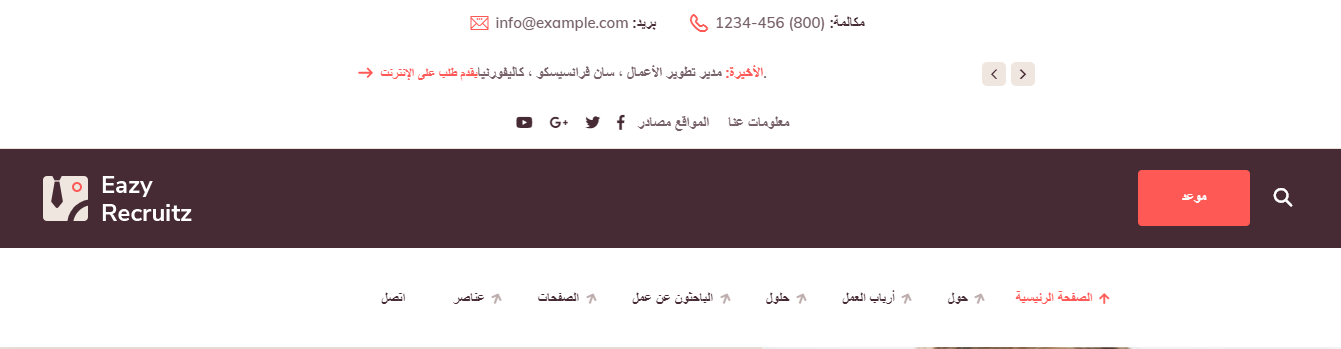 مكالمة: (800) 456-1234
بريد: info@example.com
الأخيرة: مدير تطوير الأعمال ، سان فرانسيسكو ، كاليفورنيايقدم طلب على الإنترنت.
معلومات عنا
المواقع مصادر
Eazy
Recruitz
موعد
الصفحة الرئيسية
حول
أرباب العمل
حلول
الباحثون عن عمل
الصفحات
عناصر
اتصل